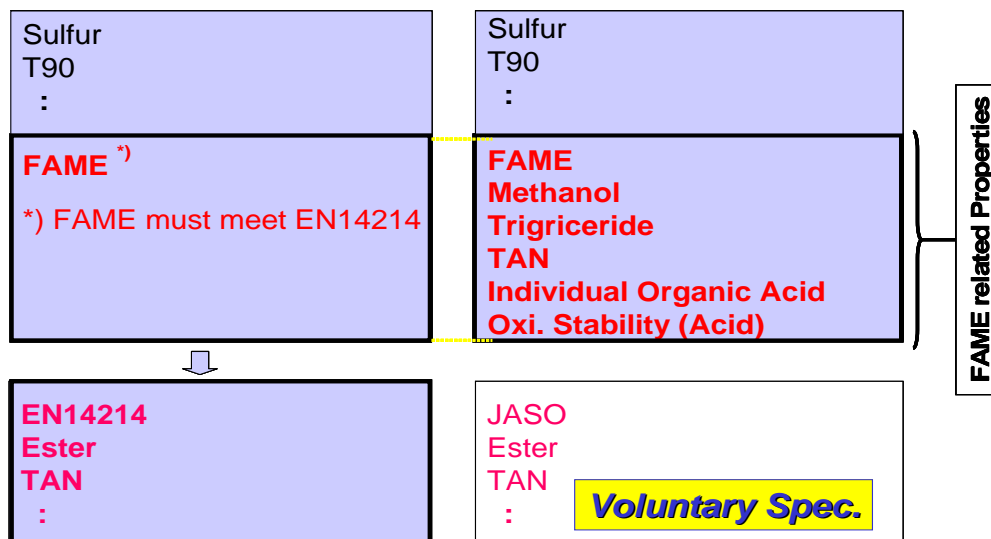 Sulfur
T90
:
Sulfur
T90
:
FAME *)
*) FAME must meet EN14214
FAME
Methanol
Trigriceride
TAN
Individual Organic Acid
Oxi. Stability (Acid)
FAME related Properties
EN14214
Ester
TAN
:
JASO
Ester
TAN
:
Voluntary Spec.